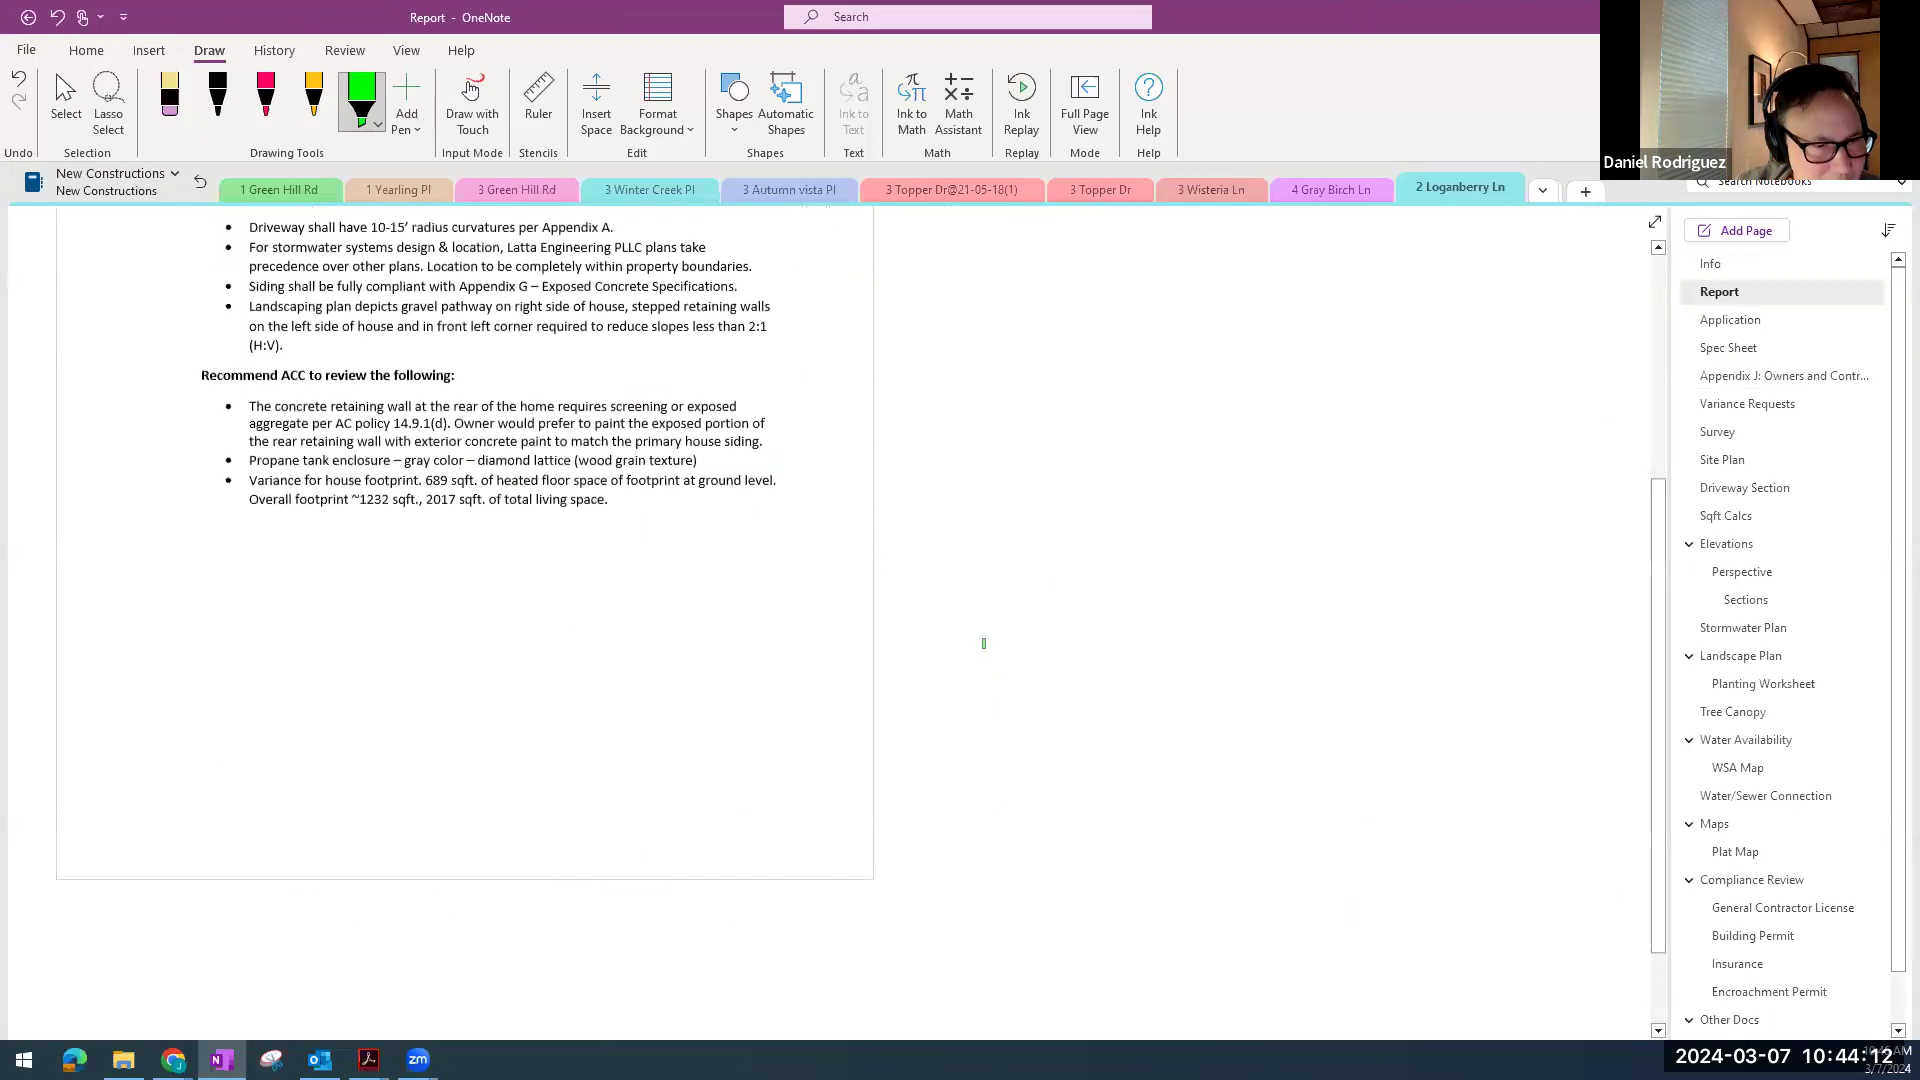 Report - OneNote
Search
File
Home
Insert
Draw
History
Review
View
Help
Select
Lasso
Select
Add
Pen
Draw with
Touch
Ruler
Insert
Space
Format
Background
Shapes
Automatic
Shapes
Ink to
Text
Ink to
Math
Math
Assistant
Ink
Replay
Full Page
View
Ink
Help
Undo
Selection
Drawing Tools
Input Mode
Stencils
Edit
Shapes
Text
Math
Replay
Mode
Help
Daniel Rodriguez
New Constructions
New Constructions
1 Green Hill Rd
1 Yearling Pl
3 Green Hill Rd
3 Winter Creek Pl
3 Autumn vista Pl
3 Topper Dr@21-05-18(1)
3 Topper Dr
3 Wisteria Ln
4 Gray Birch Ln
2 Loganberry Ln
Search Notebooks
• Driveway shall have 10-15’ radius curvatures per Appendix A.
• For stormwater systems design & location, Latta Engineering PLLC plans take
precedence over other plans. Location to be completely within property boundaries.
• Siding shall be fully compliant with Appendix G – Exposed Concrete Specifications.
• Landscaping plan depicts gravel pathway on right side of house, stepped retaining walls
on the left side of house and in front left corner required to reduce slopes less than 2:1
(H:V).
Recommend ACC to review the following:
• The concrete retaining wall at the rear of the home requires screening or exposed
aggregate per AC policy 14.9.1(d). Owner would prefer to paint the exposed portion of
the rear retaining wall with exterior concrete paint to match the primary house siding.
• Propane tank enclosure – gray color – diamond lattice (wood grain texture)
• Variance for house footprint. 689 sqft. of heated floor space of footprint at ground level.
Overall footprint ~1232 sqft., 2017 sqft. of total living space.
Add Page
Info
Report
Application
Spec Sheet
Appendix J: Owners and Contr...
Variance Requests
Survey
Site Plan
Driveway Section
Sqft Calcs
Elevations
Perspective
Sections
Stormwater Plan
Landscape Plan
Planting Worksheet
Tree Canopy
Water Availability
WSA Map
Water/Sewer Connection
Maps
Plat Map
Compliance Review
General Contractor License
Building Permit
Insurance
Encroachment Permit
Other Docs
zm
2024-03-07 10:44:12
3/7/2024